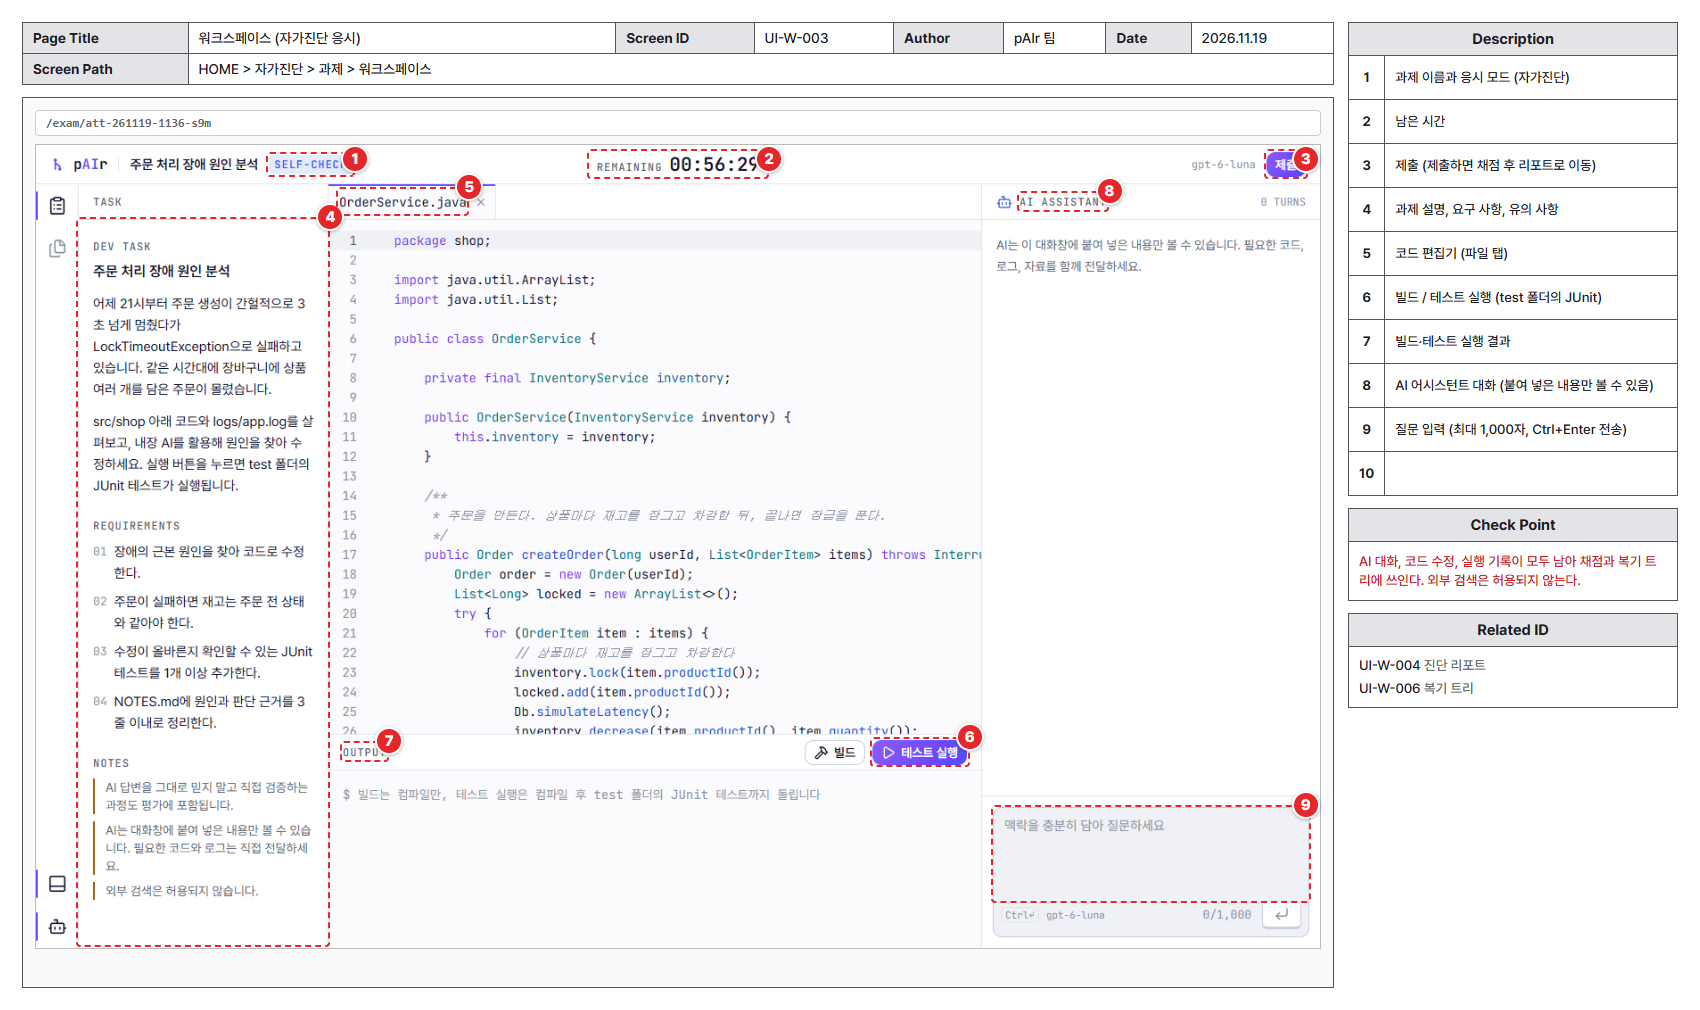 Page Title 워크스페이스 (자가진단 응시) Screen ID UI-W-003 Author pAIr 팀 Date 2026.11.19
Screen Path HOME > 자가진단 > 과제 > 워크스페이스
/exam/att-261119-1136-s9m
pAIr 주문 처리 장애 원인 분석 SELF-CHEC 1
REMAINING 00:56:29 2
gpt-6-luna 제출 3
TASK
4
DEV TASK
주문 처리 장애 원인 분석
어제 21시부터 주문 생성이 간헐적으로 3
초 넘게 멈췄다가
LockTimeoutException으로 실패하고
있습니다. 같은 시간대에 장바구니에 상품
여러 개를 담은 주문이 몰렸습니다.
src/shop 아래 코드와 logs/app.log를 살
펴보고, 내장 AI를 활용해 원인을 찾아 수
정하세요. 실행 버튼을 누르면 test 폴더의
JUnit 테스트가 실행됩니다.
REQUIREMENTS
01 장애의 근본 원인을 찾아 코드로 수정
한다.
02 주문이 실패하면 재고는 주문 전 상태
와 같아야 한다.
03 수정이 올바른지 확인할 수 있는 JUnit
테스트를 1개 이상 추가한다.
04 NOTES.md에 원인과 판단 근거를 3
줄 이내로 정리한다.
NOTES
AI 답변을 그대로 믿지 말고 직접 검증하는
과정도 평가에 포함됩니다.
AI는 대화창에 붙여 넣은 내용만 볼 수 있습
니다. 필요한 코드와 로그는 직접 전달하세
요.
외부 검색은 허용되지 않습니다.
OrderService.java × 5
1 package shop;
2
3 import java.util.ArrayList;
4 import java.util.List;
5
6 public class OrderService {
7
8 private final InventoryService inventory;
9
10 public OrderService(InventoryService inventory) {
11 this.inventory = inventory;
12 }
13
14 /**
15 * 주문을 만든다. 상품마다 재고를 잠그고 차감한 뒤, 끝나면 잠금을 푼다.
16 */
17 public Order createOrder(long userId, List<OrderItem> items) throws Interru
18 Order order = new Order(userId);
19 List<Long> locked = new ArrayList<>();
20 try {
21 for (OrderItem item : items) {
22 // 상품마다 재고를 잠그고 차감한다
23 inventory.lock(item.productId());
24 locked.add(item.productId());
25 Db.simulateLatency();
26 inventory.decrease(item.productId(), item.quantity());
OUTPUT 7 빌드 테스트 실행 6
$ 빌드는 컴파일만, 테스트 실행은 컴파일 후 test 폴더의 JUnit 테스트까지 돌립니다
AI ASSISTANT 8 0 TURNS
AI는 이 대화창에 붙여 넣은 내용만 볼 수 있습니다. 필요한 코드,
로그, 자료를 함께 전달하세요.
9
맥락을 충분히 담아 질문하세요
Ctrl↵ gpt-6-luna 0/1,000
Description
1 과제 이름과 응시 모드 (자가진단)
2 남은 시간
3 제출 (제출하면 채점 후 리포트로 이동)
4 과제 설명, 요구 사항, 유의 사항
5 코드 편집기 (파일 탭)
6 빌드 / 테스트 실행 (test 폴더의 JUnit)
7 빌드·테스트 실행 결과
8 AI 어시스턴트 대화 (붙여 넣은 내용만 볼 수 있음)
9 질문 입력 (최대 1,000자, Ctrl+Enter 전송)
10
Check Point
AI 대화, 코드 수정, 실행 기록이 모두 남아 채점과 복기 트
리에 쓰인다. 외부 검색은 허용되지 않는다.
Related ID
UI-W-004 진단 리포트
UI-W-006 복기 트리